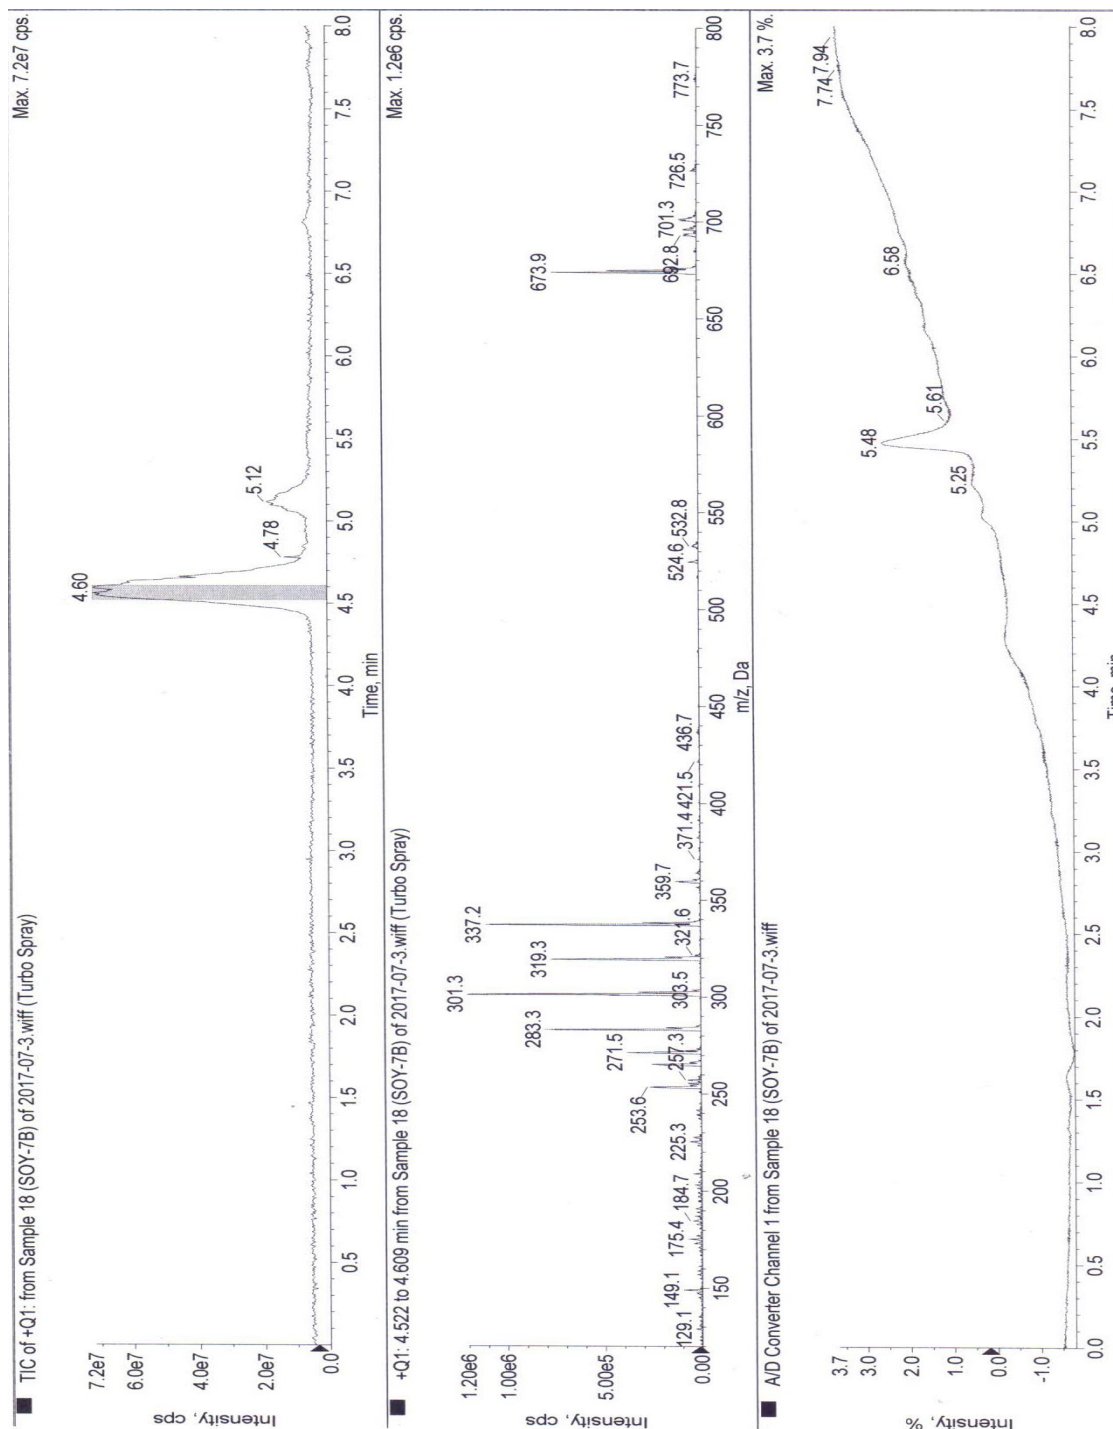 TIC of +Q1: from Sample 18 (SOY-7B) of 2017-07-3.wiff (Turbo Spray)
Max. 7.2e7 cps.
Intensity, cps
7.2e7
6.0e7
4.0e7
2.0e7
0.0
4.60
4.78
5.12
0.5 1.0 1.5 2.0 2.5 3.0 3.5 4.0 4.5 5.0 5.5 6.0 6.5 7.0 7.5 8.0
Time, min
+Q1: 4.522 to 4.609 min from Sample 18 (SOY-7B) of 2017-07-3.wiff (Turbo Spray)
Max. 1.2e6 cps.
Intensity, cps
1.20e6
1.00e6
5.00e5
0.00
129.1
149.1
175.4
184.7
225.3
253.6
257.3
271.5
283.3
301.3
303.5
319.3
321.6
337.2
359.7
371.4
421.5
436.7
524.6
532.8
673.9
692.8
701.3
726.5
773.7
150 200 250 300 350 400 450 500 550 600 650 700 750 800
m/z, Da
A/D Converter Channel 1 from Sample 18 (SOY-7B) of 2017-07-3.wiff
Max. 3.7 %.
Intensity, %
3.7
3.0
2.0
1.0
0.0
-1.0
5.25
5.48
5.61
6.58
7.74
7.94
0.5 1.0 1.5 2.0 2.5 3.0 3.5 4.0 4.5 5.0 5.5 6.0 6.5 7.0 7.5 8.0
Time, min